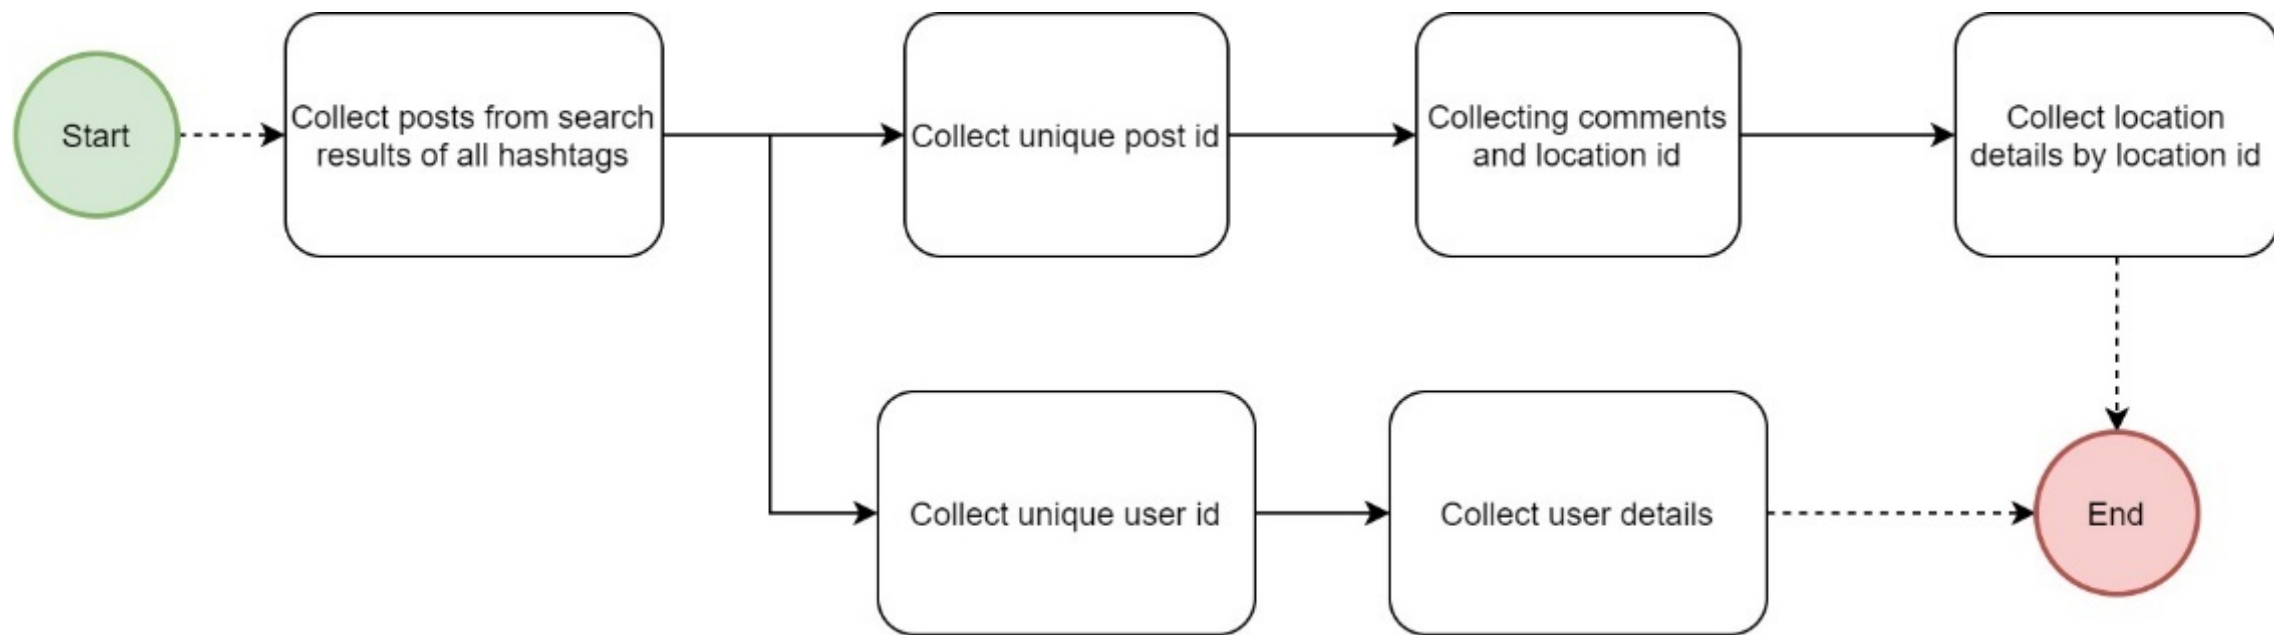 Start
Collect posts from search
results of all hashtags
Collect unique post id
Collecting comments
and location id
Collect location
details by location id
Collect unique user id
Collect user details
End